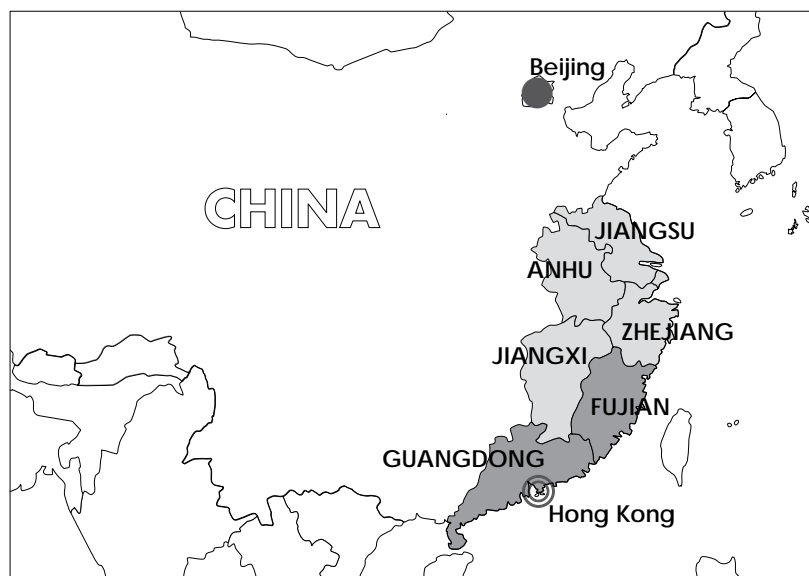 Beijing
CHINA
JIANGSU
ANHU
ZHEJIANG
JIANGXI
FUJIAN
GUANGDONG
Hong Kong